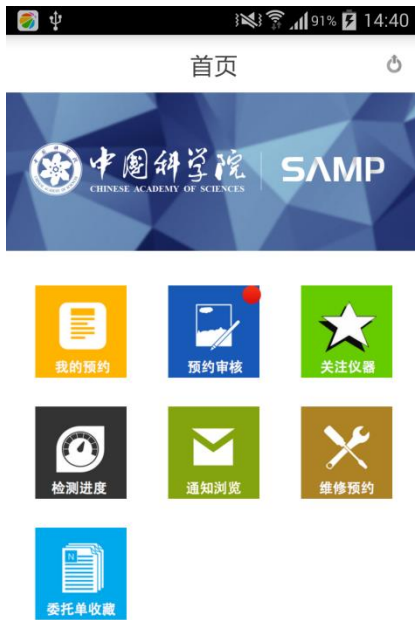 91% 14:40
首页
中国科学院 SAMP
CHINESE ACADEMY OF SCIENCES
我的预约 预约审核 关注仪器
检测进度 通知浏览 维修预约
N
委托单收藏